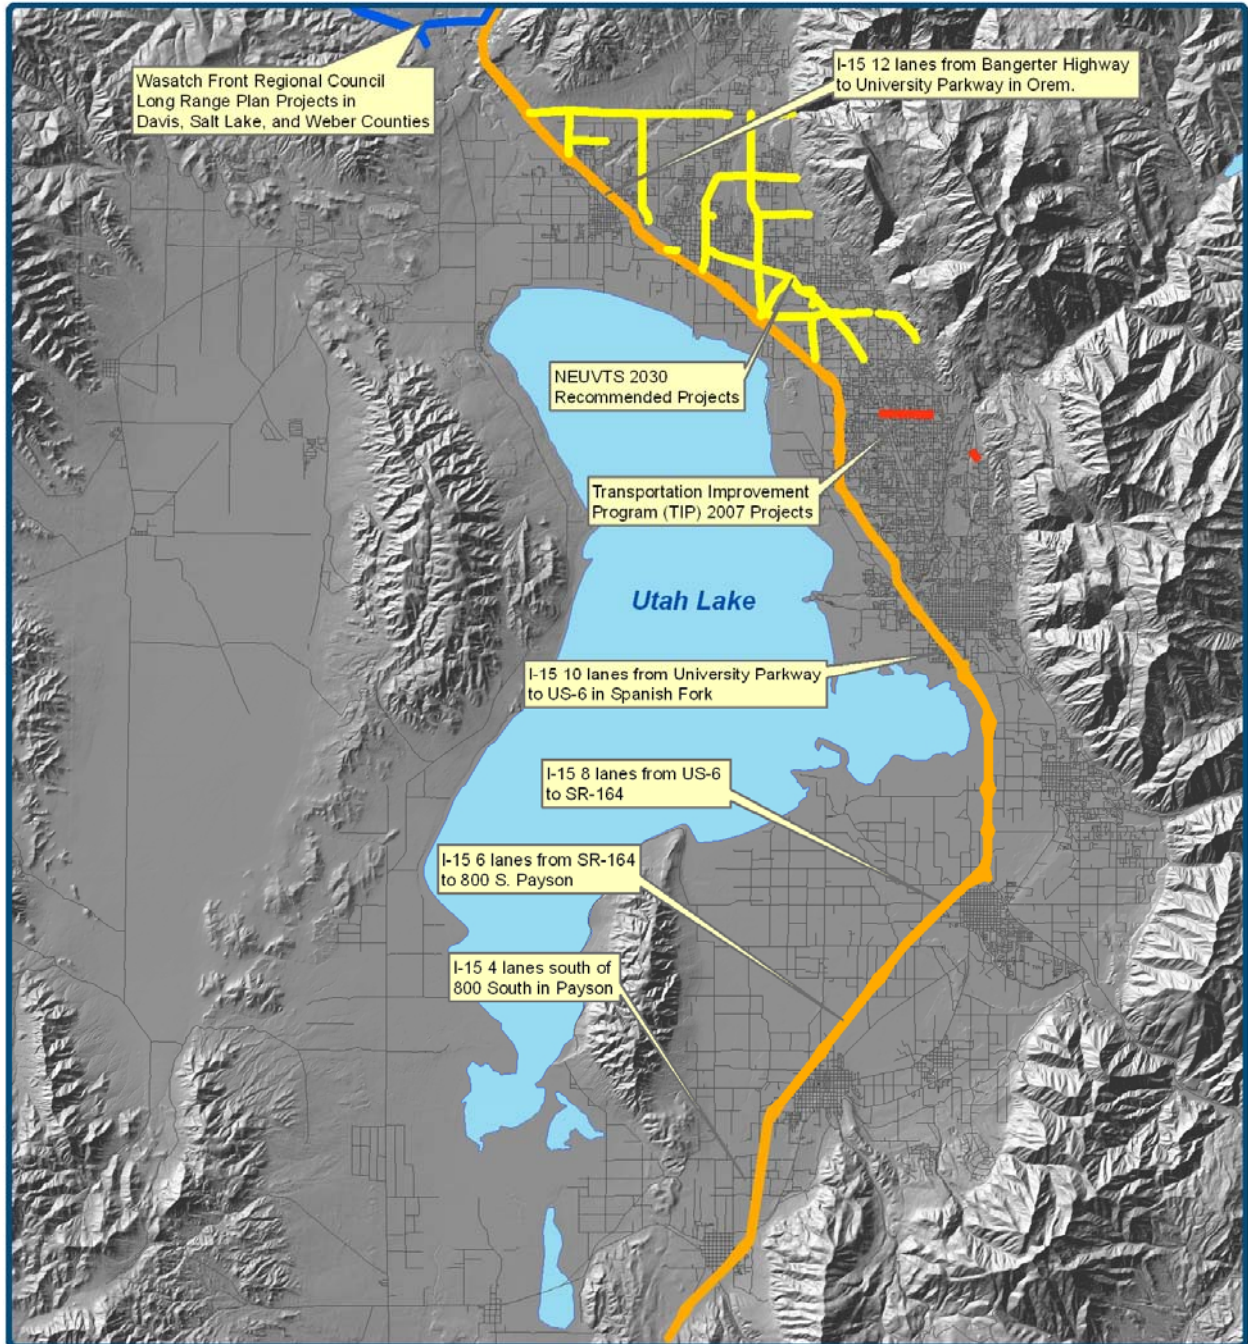 Wasatch Front Regional Council
Long Range Plan Projects in
Davis, Salt Lake, and Weber Counties
I-15 12 lanes from Bangerter Highway
to University Parkway in Orem.
NEUVTS 2030
Recommended Projects
Transportation Improvement
Program (TIP) 2007 Projects
Utah Lake
I-15 10 lanes from University Parkway
to US-6 in Spanish Fork
I-15 8 lanes from US-6
to SR-164
I-15 6 lanes from SR-164
to 800 S. Payson
I-15 4 lanes south of
800 South in Payson